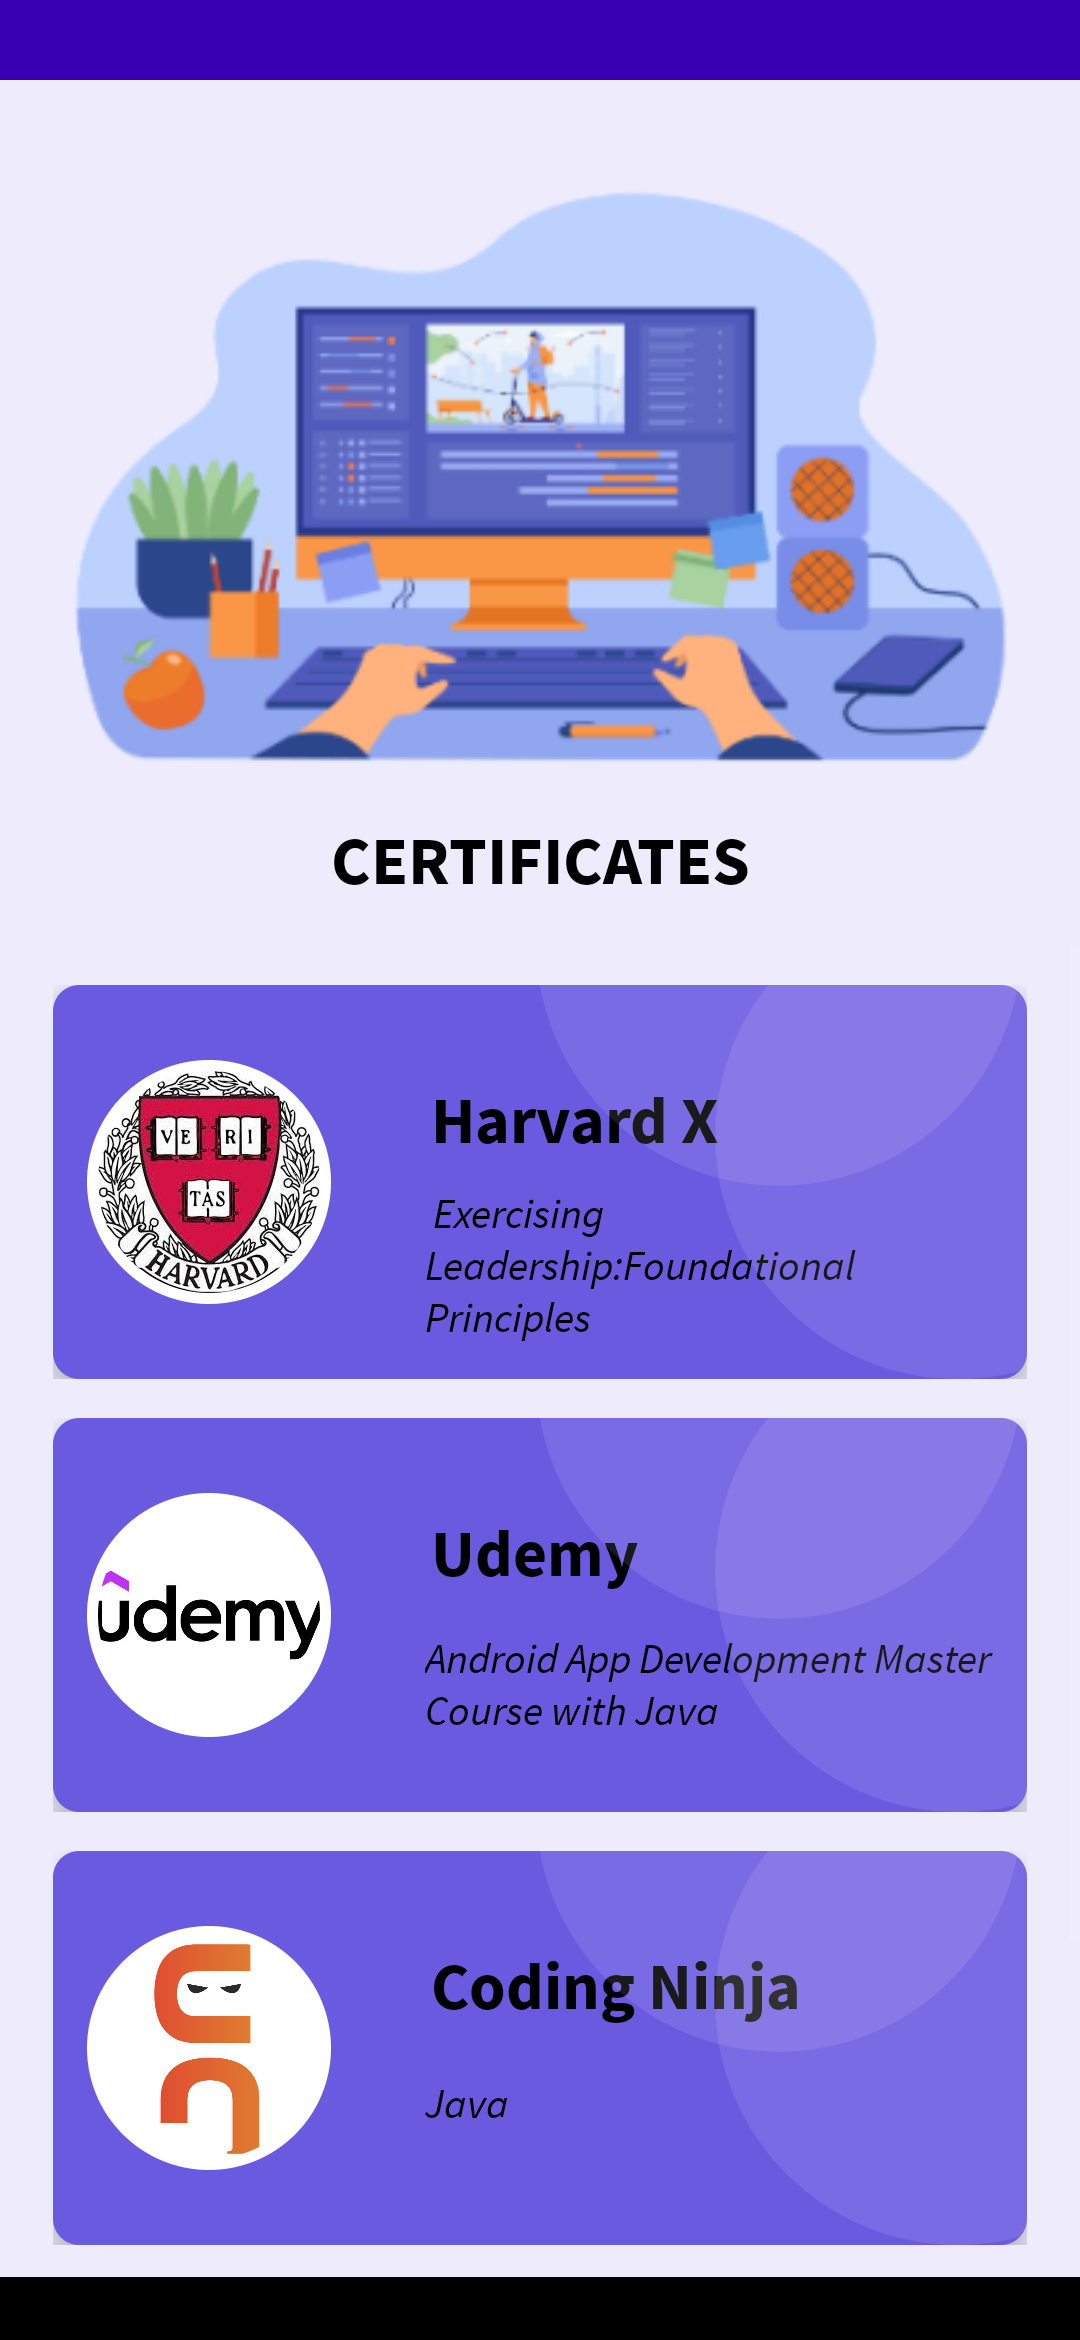 CERTIFICATES
VE RI
TAS
HARVARD
Harvard X
Exercising
Leadership:Foundational
Principles
udemy
Udemy
Android App Development Master
Course with Java
Coding Ninja
Java